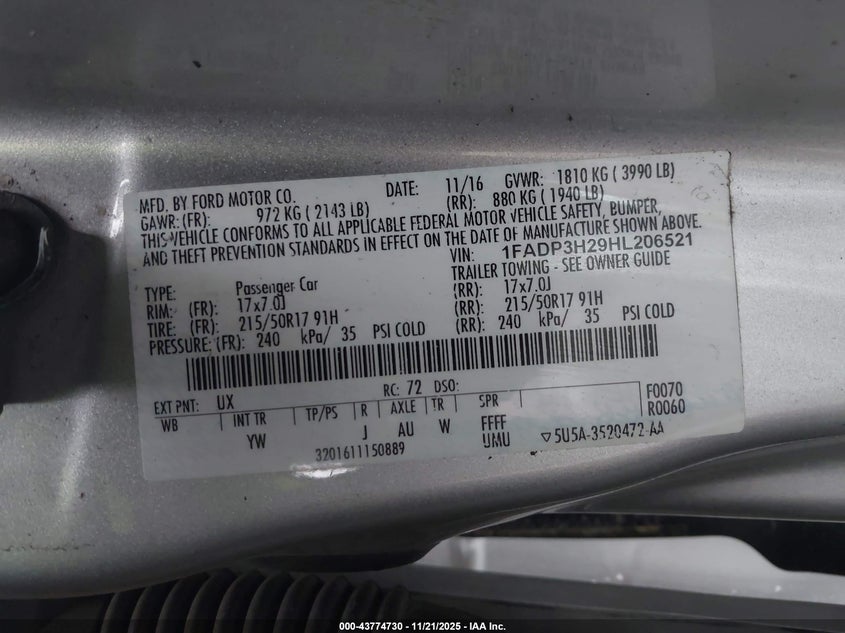 MFD. BY FORD MOTOR CO. DATE: 11/16 GVWR: 1810 KG ( 3990 LB)
GAWR: (FR): 972 KG ( 2143 LB) (RR): 880 KG ( 1940 LB)
THIS VEHICLE CONFORMS TO ALL APPLICABLE FEDERAL MOTOR VEHICLE SAFETY, BUMPER,
AND THEFT PREVENTION STANDARDS IN EFFECT ON THE DATE OF MANUFACTURE SHOWN ABOVE.
VIN: 1FADP3H29HL206521
TRAILER TOWING - SEE OWNER GUIDE
TYPE: Passenger Car
RIM: (FR): 17x7.0J (RR): 17x7.0J
TIRE: (FR): 215/50R17 91H (RR): 215/50R17 91H
PRESSURE: (FR): 240 kPa/ 35 PSI COLD (RR): 240 kPa/ 35 PSI COLD
EXT PNT: UX RC: 72 DSO: F0070
WB INT TR TP/PS R AXLE TR SPR R0060
YW J AU W FFFF
UMU ▽5U5A-3520472-AA
3201611150889
000-43774730 - 11/21/2025 - IAA Inc.